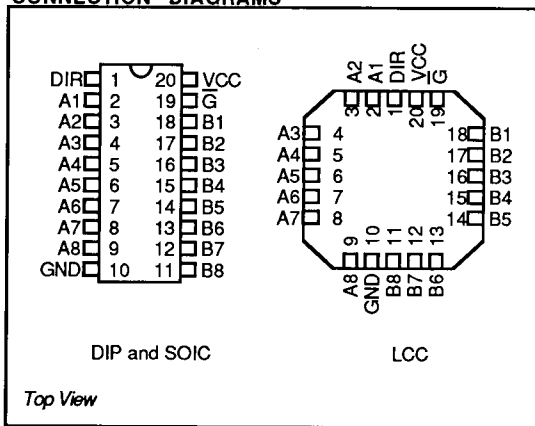 CONNECTION DIAGRAMS
DIR 1 20 VCC
A1 2 19 G̅
A2 3 18 B1
A3 4 17 B2
A4 5 16 B3
A5 6 15 B4
A6 7 14 B5
A7 8 13 B6
A8 9 12 B7
GND 10 11 B8
DIP and SOIC
A2 A1 DIR VCC G̅
3 2 1 20 19
A3 4 18 B1
A4 5 17 B2
A5 6 16 B3
A6 7 15 B4
A7 8 14 B5
9 10 11 12 13
A8 GND B8 B7 B6
LCC
Top View